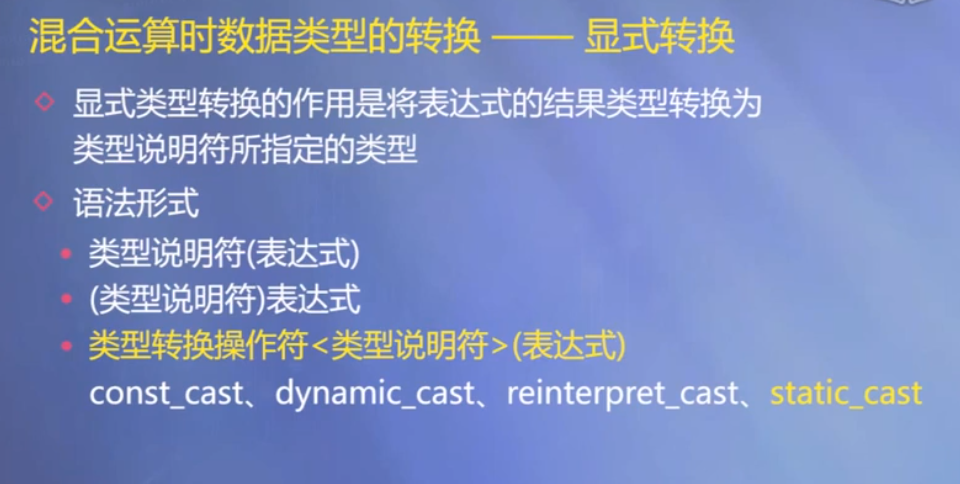 混合运算时数据类型的转换 —— 显式转换
显式类型转换的作用是将表达式的结果类型转换为
类型说明符所指定的类型
语法形式
类型说明符(表达式)
(类型说明符)表达式
类型转换操作符<类型说明符>(表达式)
const_cast、dynamic_cast、reinterpret_cast、static_cast